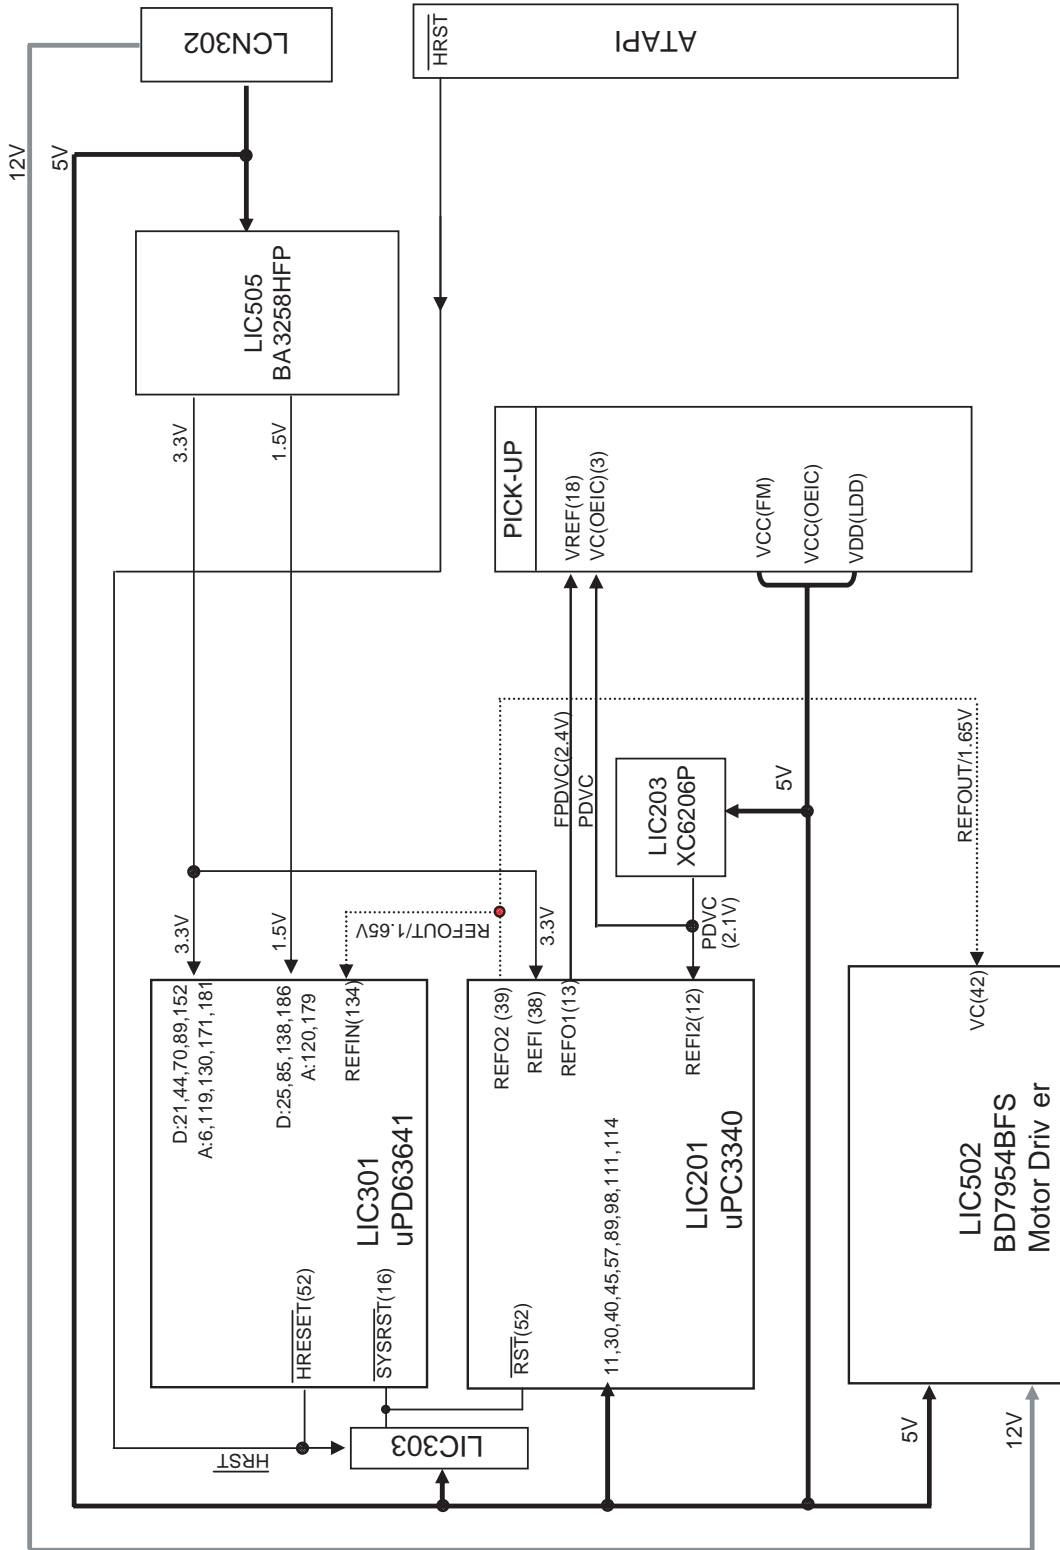 LCN302
ATAPI
HRST
12V
5V
LIC505
BA3258HFP
3.3V
1.5V
PICK-UP
VREF(18)
VC(OEIC)(3)
VCC(FM)
VCC(OEIC)
VDD(LDD)
FPDVC(2.4V)
PDVC
LIC203
XC6206P
5V
REFOUT/1.65V
3.3V
1.5V
REFOUT/1.65V
3.3V
PDVC
(2.1V)
D:21,44,70,89,152
A:6,119,130,171,181
D:25,85,138,186
A:120,179
REFIN(134)
LIC301
uPD63641
HRESET(52)
SYSRST(16)
REFO2 (39)
REFI (38)
REFO1(13)
REFI2(12)
LIC201
uPC3340
RST(52)
11,30,40,45,57,89,98,111,114
VC(42)
LIC502
BD7954BFS
Motor Driv er
LIC303
HRST
5V
12V